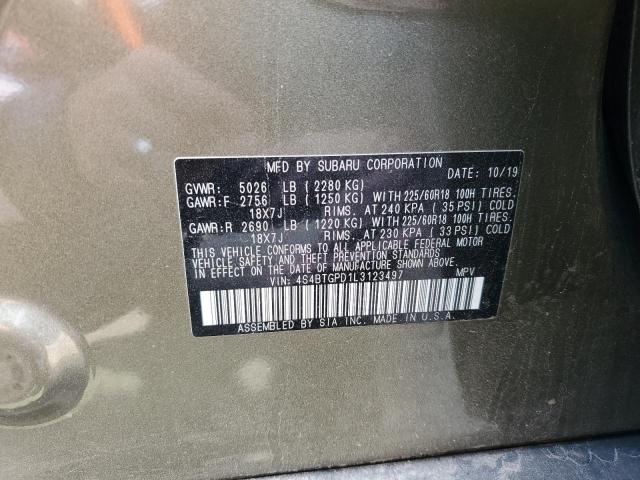 MFD BY SUBARU CORPORATION
DATE: 10/19
GVWR: 5026 LB ( 2280 KG)
GAWR:F 2756 LB ( 1250 KG) WITH 225/60R18 100H TIRES
18X7J RIMS. AT 240 KPA ( 35 PSI) COLD
GAWR:R 2690 LB ( 1220 KG) WITH 225/60R18 100H TIRES
18X7J RIMS. AT 230 KPA ( 33 PSI) COLD
THIS VEHICLE CONFORMS TO ALL APPLICABLE FEDERAL MOTOR
VEHICLE SAFETY AND THEFT PREVENTION STANDARDS
IN EFFECT ON THE DATE OF MANUFACTURE SHOWN ABOVE.
VIN: 4S4BTGPD1L3123497 MPV
ASSEMBLED BY SIA INC. MADE IN U.S.A.